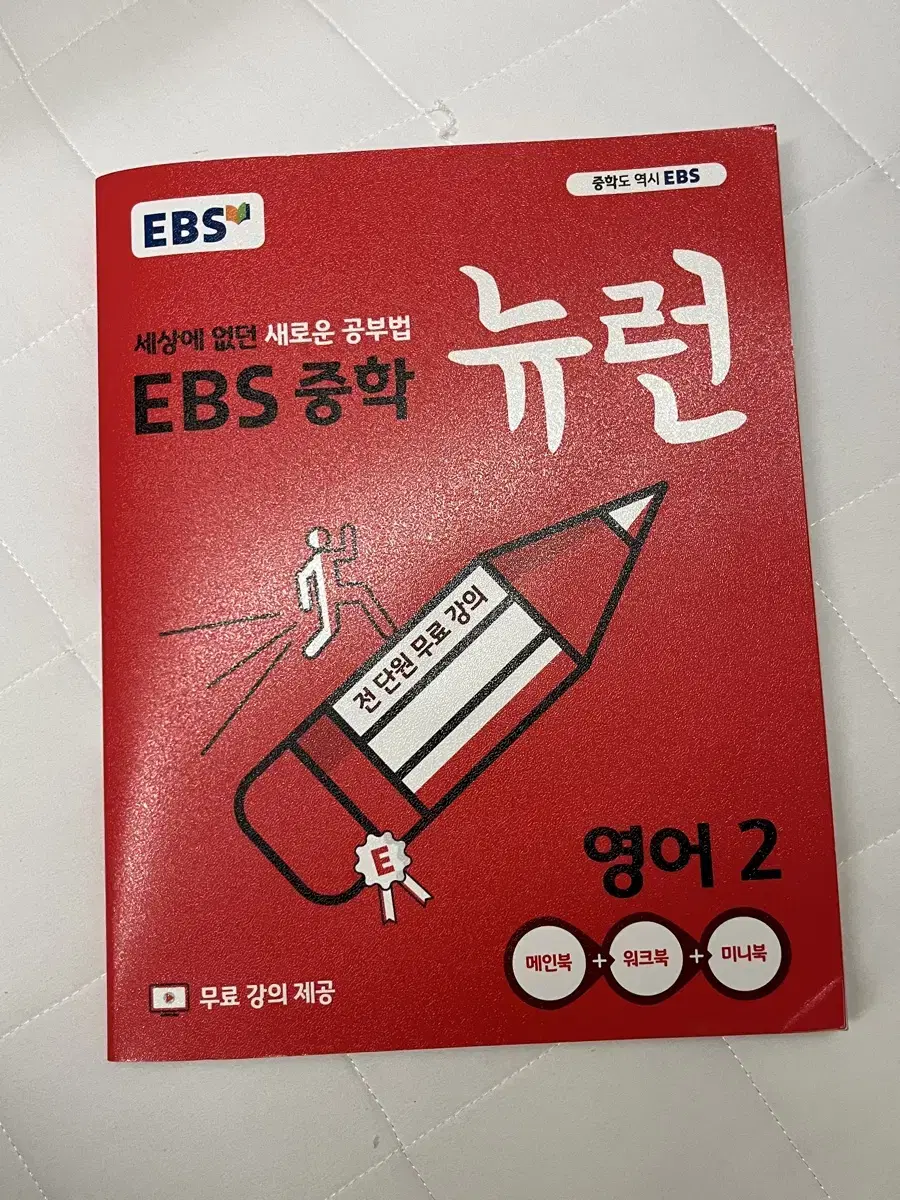 EBS
중학도 역시 EBS
세상에 없던 새로운 공부법
EBS 중학
뉴런
전 단원 무료 강의
E
영어 2
메인북 + 워크북 + 미니북
무료 강의 제공